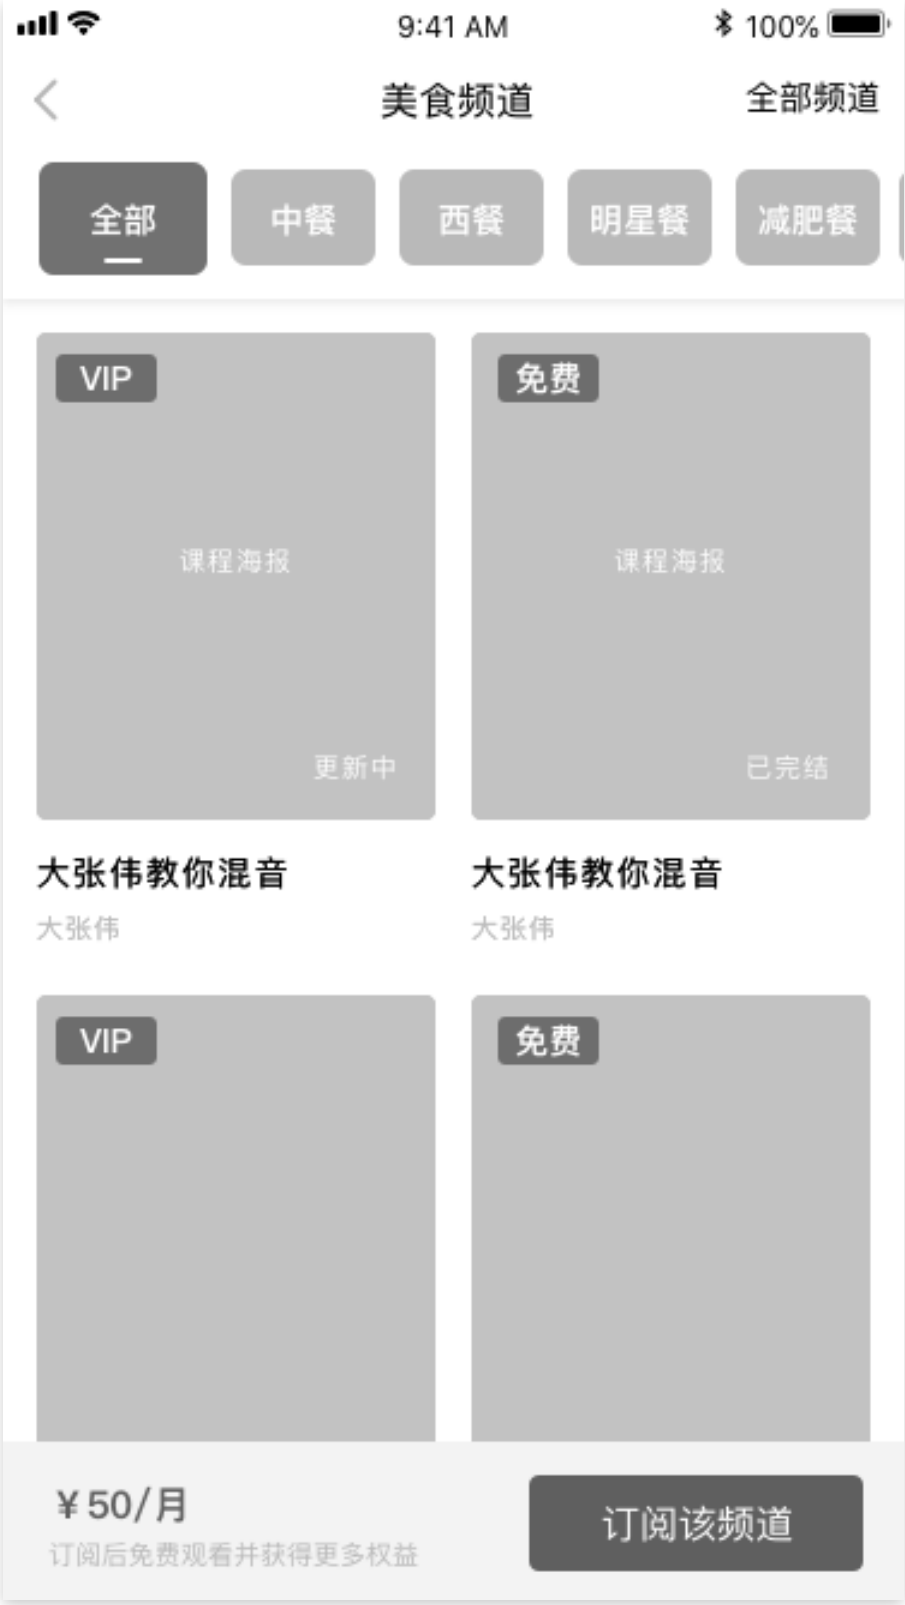 9:41 AM 100%
美食频道 全部频道
全部 中餐 西餐 明星餐 减肥餐
VIP 免费
课程海报 课程海报
更新中 已完结
大张伟教你混音 大张伟教你混音
大张伟 大张伟
VIP 免费
¥50/月
订阅后免费观看并获得更多权益
订阅该频道